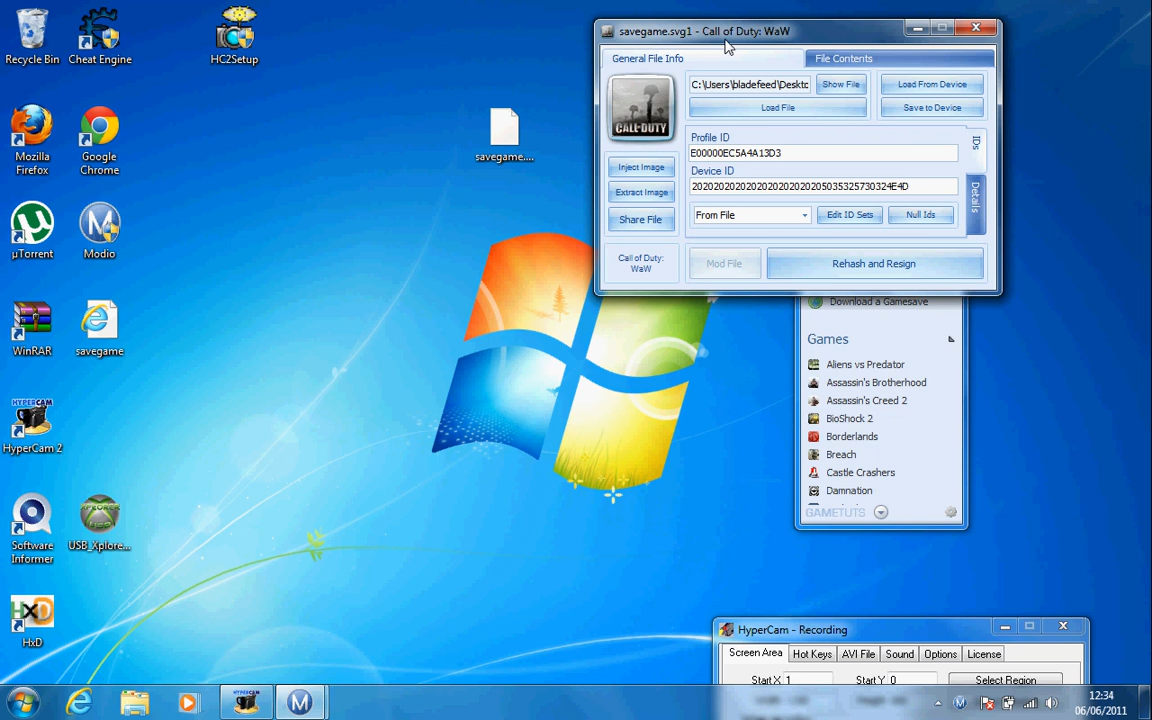 Recycle Bin
Cheat Engine
HC2Setup
Mozilla
Firefox
Google
Chrome
savegame....
µTorrent
Modio
WinRAR
savegame
HYPERCAM
HyperCam 2
Software
Informer
USB_Xplore...
HxD
HxD
savegame.svg1 - Call of Duty: WaW
General File Info
File Contents
CALL·DUTY
C:\Users\bladefeed\Deskto
Show File
Load From Device
Load File
Save to Device
Profile ID
E00000EC5A4A13D3
IDs
Inject Image
Device ID
Extract Image
2020202020202020202020205035325730324E4D
Details
Share File
From File
Edit ID Sets
Null Ids
Call of Duty:
WaW
Mod File
Rehash and Resign
Download a Gamesave
Games
Aliens vs Predator
Assassin's Brotherhood
Assassin's Creed 2
BioShock 2
Borderlands
Breach
Castle Crashers
Damnation
GAMETUTS
HyperCam - Recording
Screen Area
Hot Keys
AVI File
Sound
Options
License
Start X 1
Start Y 0
Select Region
12:34
06/06/2011